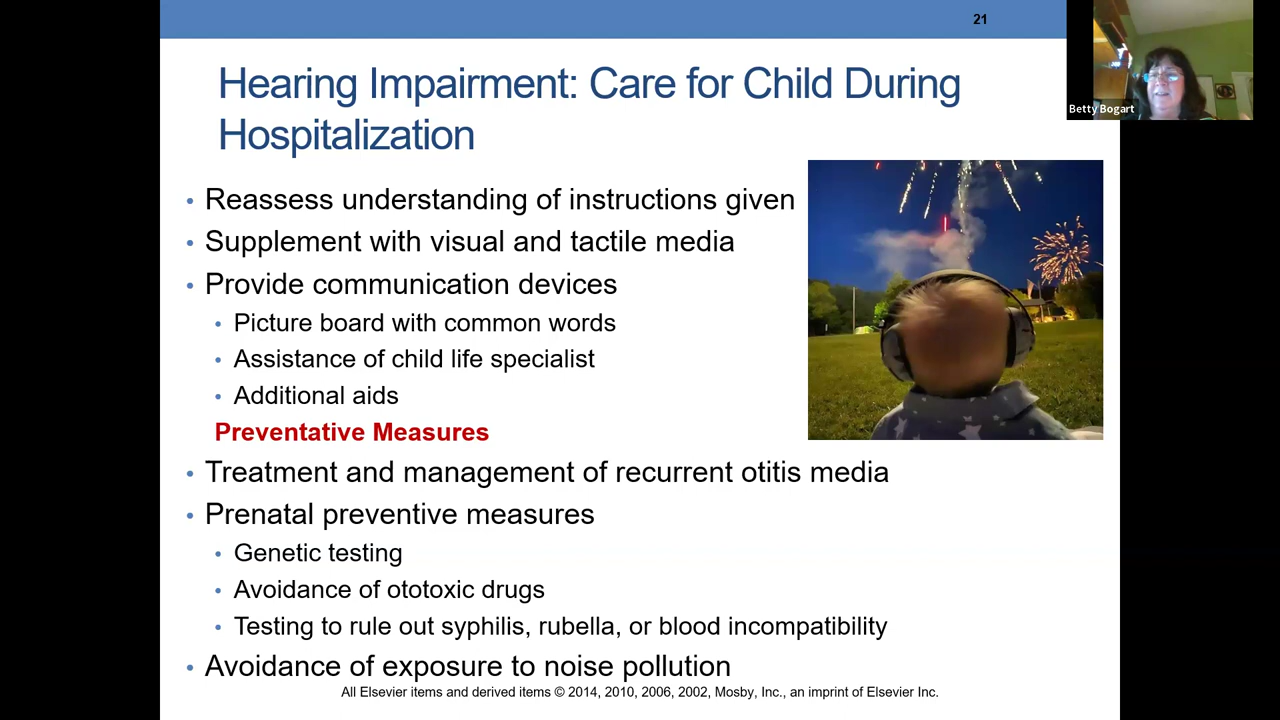 21
Betty Bogart
Hearing Impairment: Care for Child During
Hospitalization
• Reassess understanding of instructions given
• Supplement with visual and tactile media
• Provide communication devices
• Picture board with common words
• Assistance of child life specialist
• Additional aids
Preventative Measures
• Treatment and management of recurrent otitis media
• Prenatal preventive measures
• Genetic testing
• Avoidance of ototoxic drugs
• Testing to rule out syphilis, rubella, or blood incompatibility
• Avoidance of exposure to noise pollution
All Elsevier items and derived items © 2014, 2010, 2006, 2002, Mosby, Inc., an imprint of Elsevier Inc.